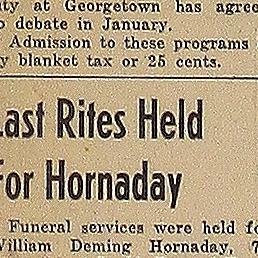 ity at Georgetown has agree
o debate in January.
Admission to these programs
y blanket tax or 25 cents.
Last Rites Held
For Hornaday
Funeral services were held fo
William Deming Hornaday, 7